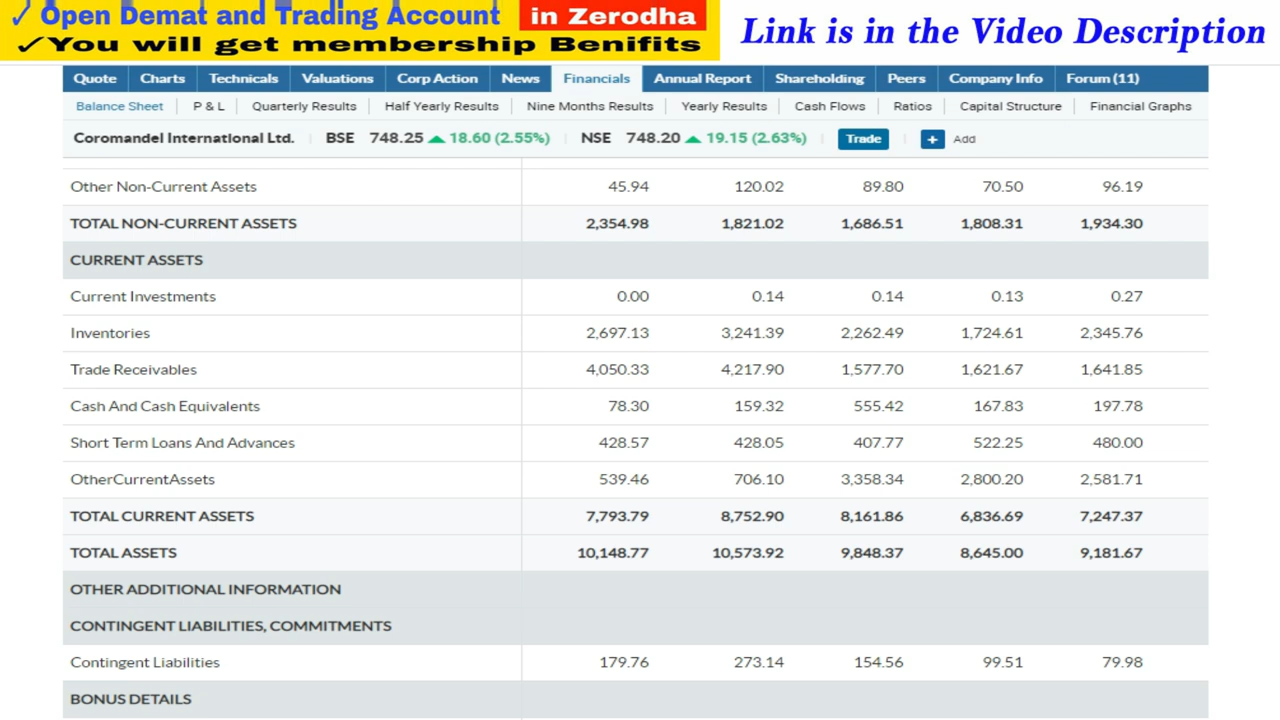 ✓ Open Demat and Trading Account in Zerodha
✓You will get membership Benifits
Link is in the Video Description
Quote Charts Technicals Valuations Corp Action News Financials Annual Report Shareholding Peers Company Info Forum (11)
Balance Sheet P & L Quarterly Results Half Yearly Results Nine Months Results Yearly Results Cash Flows Ratios Capital Structure Financial Graphs
Coromandel International Ltd. BSE 748.25 18.60 (2.55%) NSE 748.20 19.15 (2.63%) Trade + Add
Other Non-Current Assets 45.94 120.02 89.80 70.50 96.19
TOTAL NON-CURRENT ASSETS 2,354.98 1,821.02 1,686.51 1,808.31 1,934.30
CURRENT ASSETS
Current Investments 0.00 0.14 0.14 0.13 0.27
Inventories 2,697.13 3,241.39 2,262.49 1,724.61 2,345.76
Trade Receivables 4,050.33 4,217.90 1,577.70 1,621.67 1,641.85
Cash And Cash Equivalents 78.30 159.32 555.42 167.83 197.78
Short Term Loans And Advances 428.57 428.05 407.77 522.25 480.00
OtherCurrentAssets 539.46 706.10 3,358.34 2,800.20 2,581.71
TOTAL CURRENT ASSETS 7,793.79 8,752.90 8,161.86 6,836.69 7,247.37
TOTAL ASSETS 10,148.77 10,573.92 9,848.37 8,645.00 9,181.67
OTHER ADDITIONAL INFORMATION
CONTINGENT LIABILITIES, COMMITMENTS
Contingent Liabilities 179.76 273.14 154.56 99.51 79.98
BONUS DETAILS